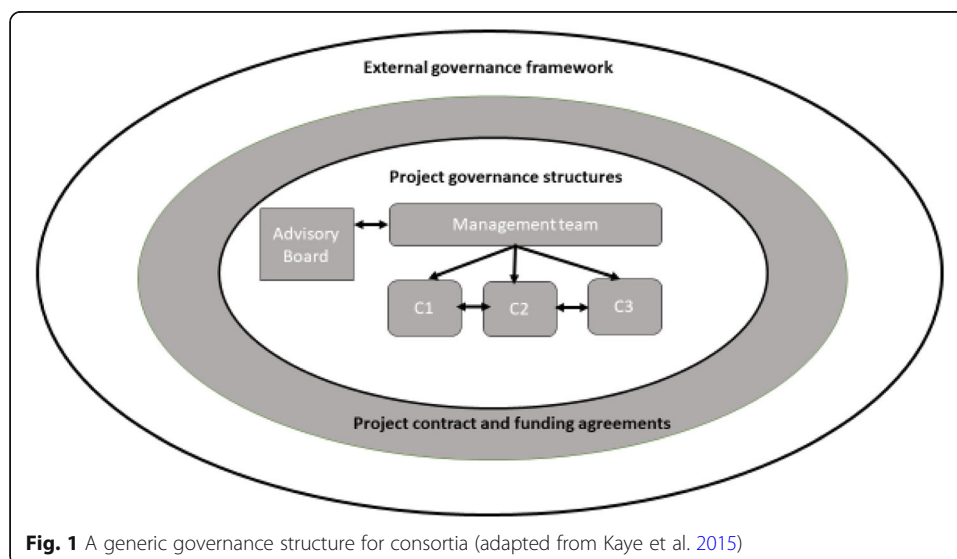 External governance framework
Project governance structures
Advisory
Board
Management team
C1
C2
C3
Project contract and funding agreements
Fig. 1 A generic governance structure for consortia (adapted from Kaye et al. 2015)